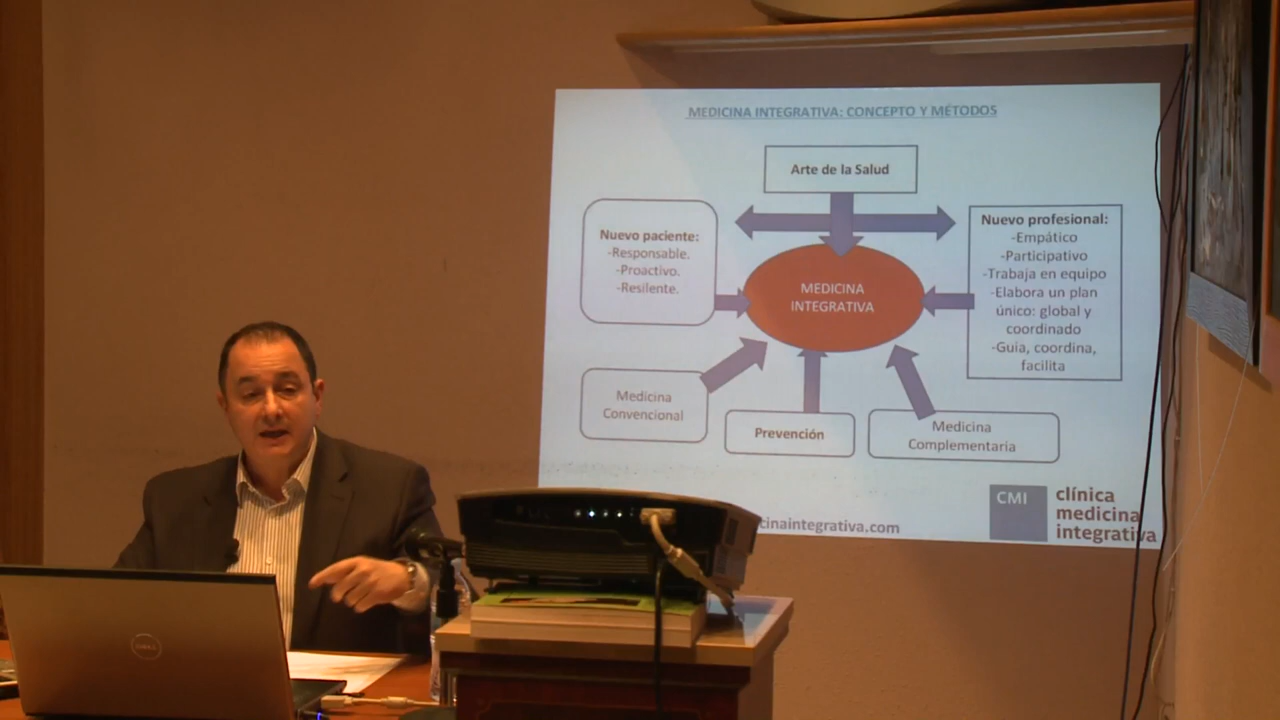 MEDICINA INTEGRATIVA: CONCEPTO Y MÉTODOS
Arte de la Salud
Nuevo paciente:
-Responsable.
-Proactivo.
-Resilente.
MEDICINA
INTEGRATIVA
Nuevo profesional:
-Empático
-Participativo
-Trabaja en equipo
-Elabora un plan
único: global y
coordinado
-Guia, coordina,
facilita
Medicina
Convencional
Prevención
Medicina
Complementaria
cinaintegrativa.com
CMI
clínica
medicina
integrativa
DELL